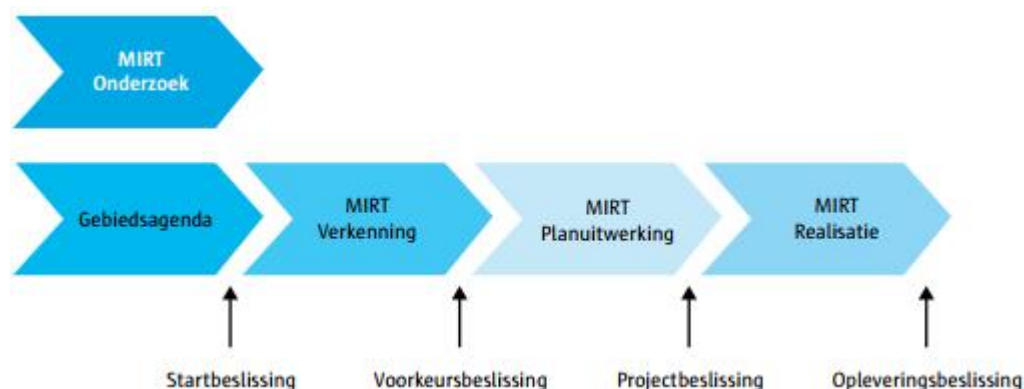 MIRT
Onderzoek
Gebiedsagenda
MIRT
Verkenning
MIRT
Planuitwerking
MIRT
Realisatie
Startbeslissing
Voorkeursbeslissing
Projectbeslissing
Opleveringsbeslissing